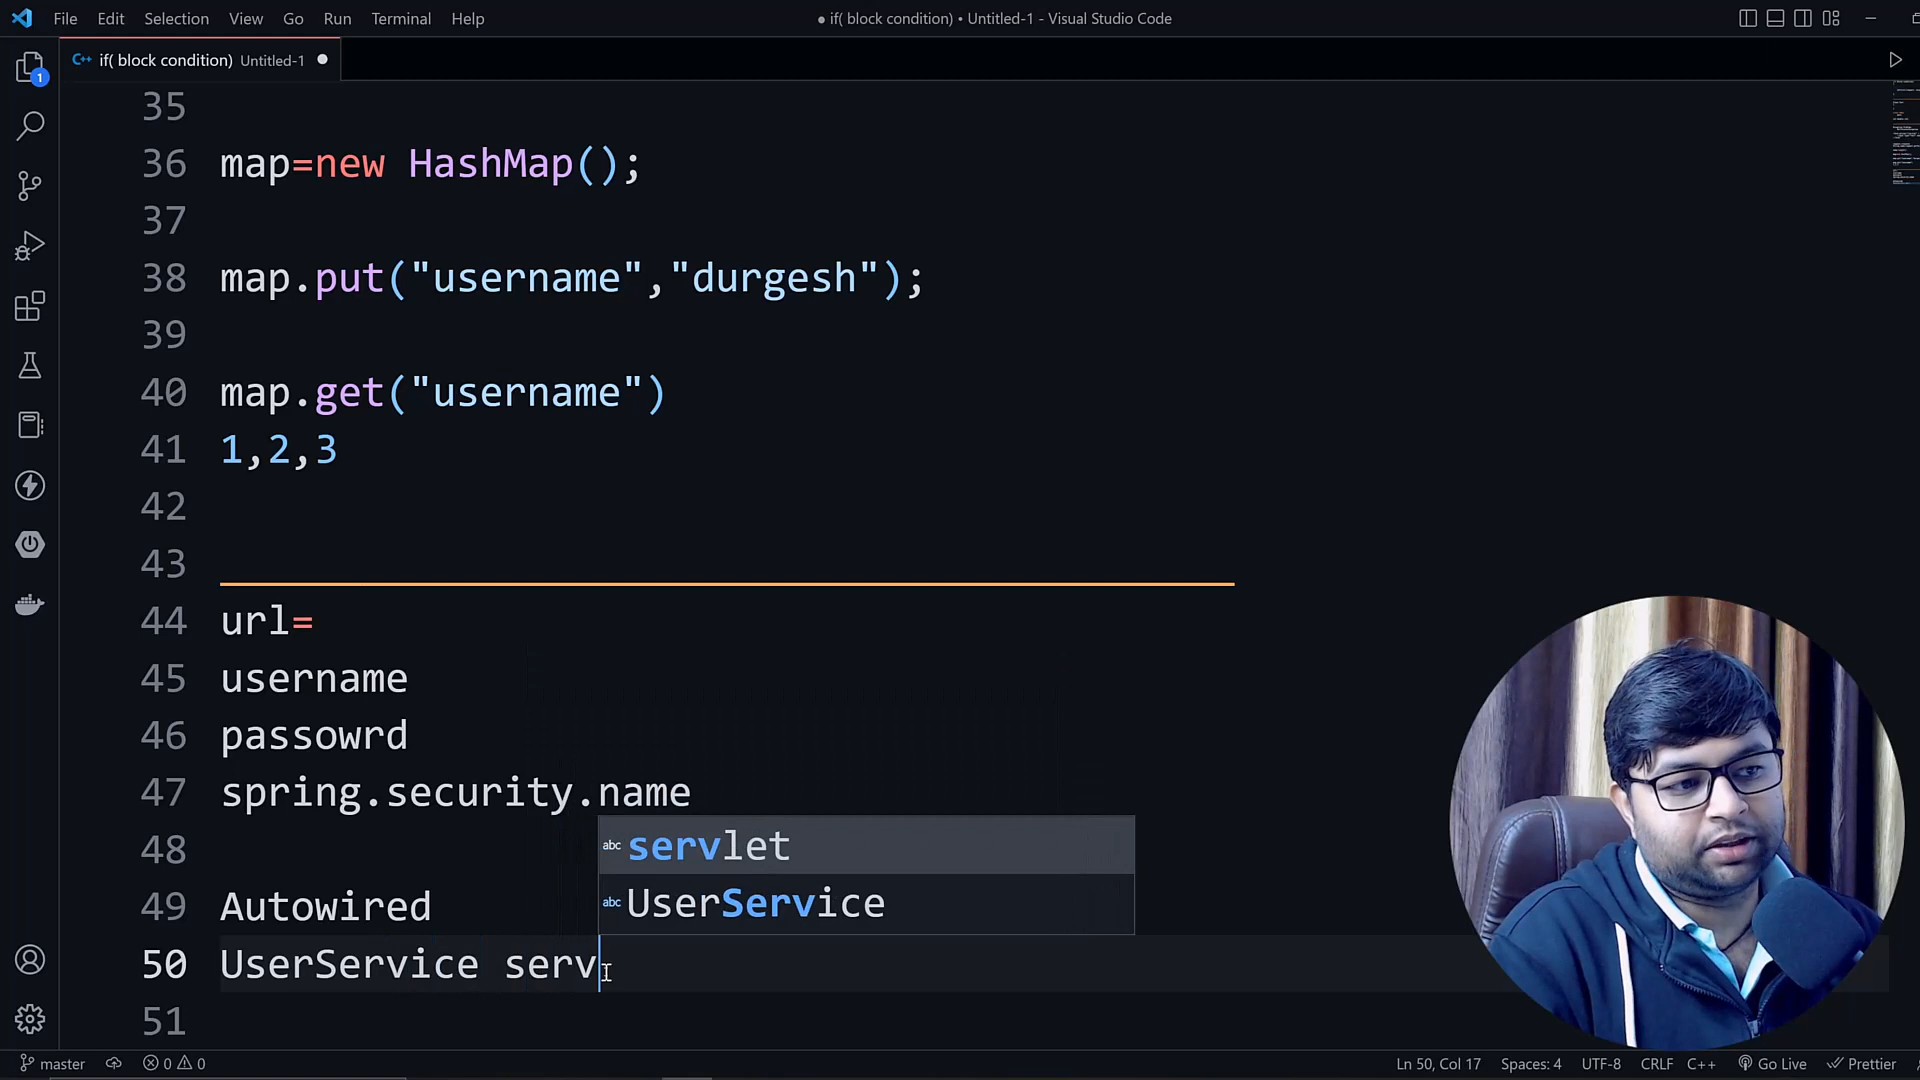 File Edit Selection View Go Run Terminal Help
● if( block condition) • Untitled-1 - Visual Studio Code
if( block condition) Untitled-1
1
35
36 map=new HashMap();
37
38 map.put("username","durgesh");
39
40 map.get("username")
41 1,2,3
42
43
44 url=
45 username
46 passowrd
47 spring.security.name
48
abc servlet
49 Autowired
abc UserService
50 UserService serv
51
master 0 0
Ln 50, Col 17 Spaces: 4 UTF-8 CRLF C++ Go Live Prettier